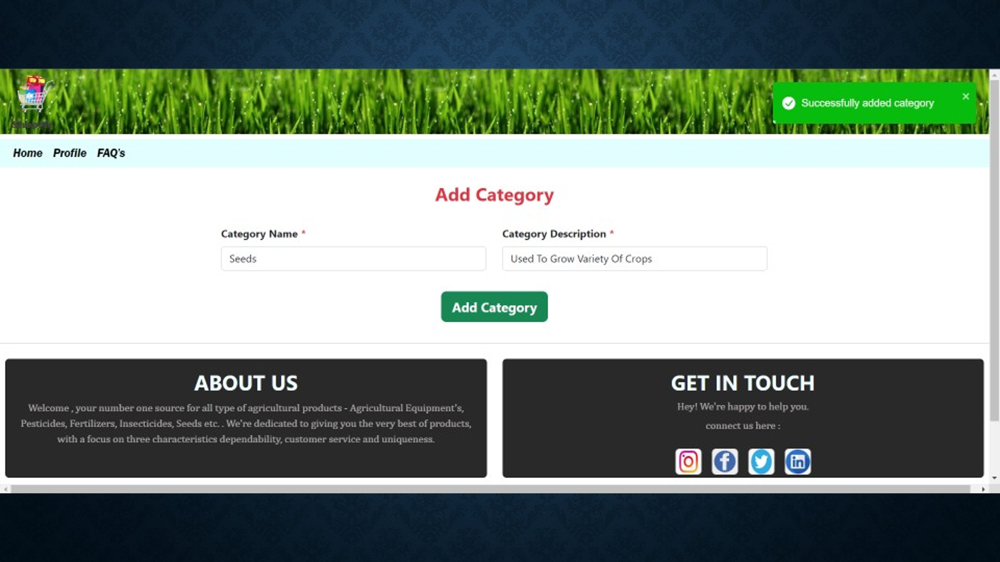 Successfully added category
Home Profile FAQ's
Add Category
Category Name * Category Description *
Seeds Used To Grow Variety Of Crops
Add Category
ABOUT US
Welcome , your number one source for all type of agricultural products - Agricultural Equipment's,
Pesticides, Fertilizers, Insecticides, Seeds etc. . We're dedicated to giving you the very best of products,
with a focus on three characteristics dependability, customer service and uniqueness.
GET IN TOUCH
Hey! We're happy to help you.
connect us here :